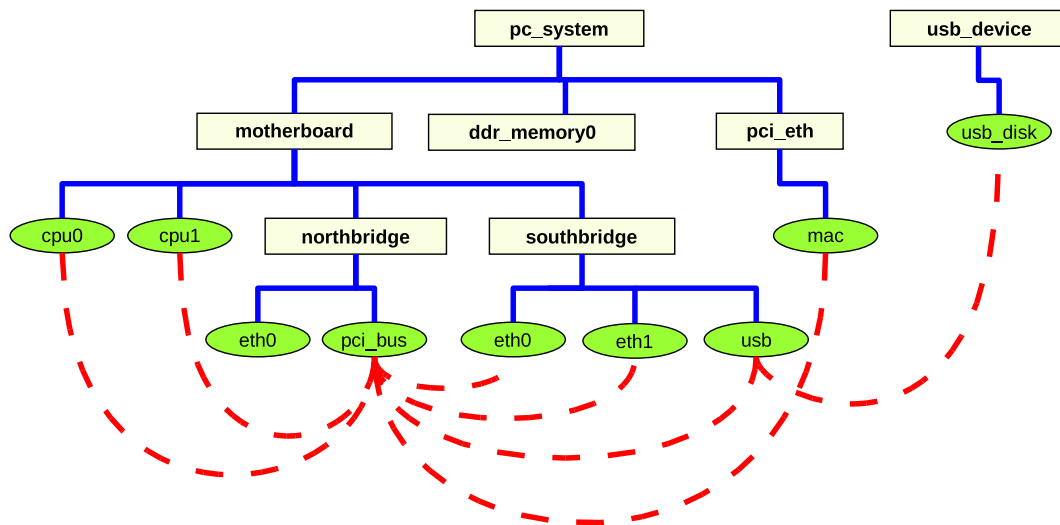 pc_system
usb_device
motherboard
ddr_memory0
pci_eth
usb_disk
cpu0
cpu1
northbridge
southbridge
mac
eth0
pci_bus
eth0
eth1
usb